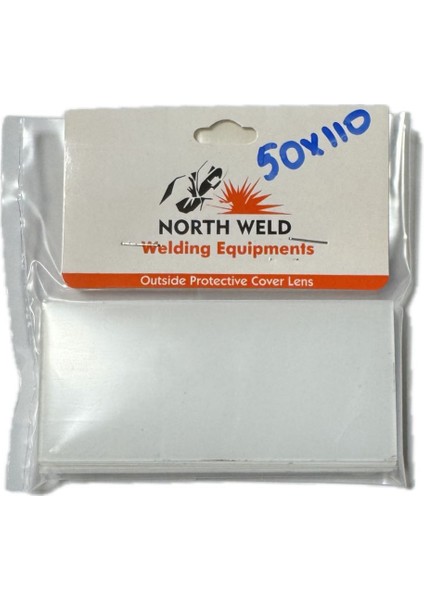 50x110
NORTH WELD
Welding Equipments
Outside Protective Cover Lens